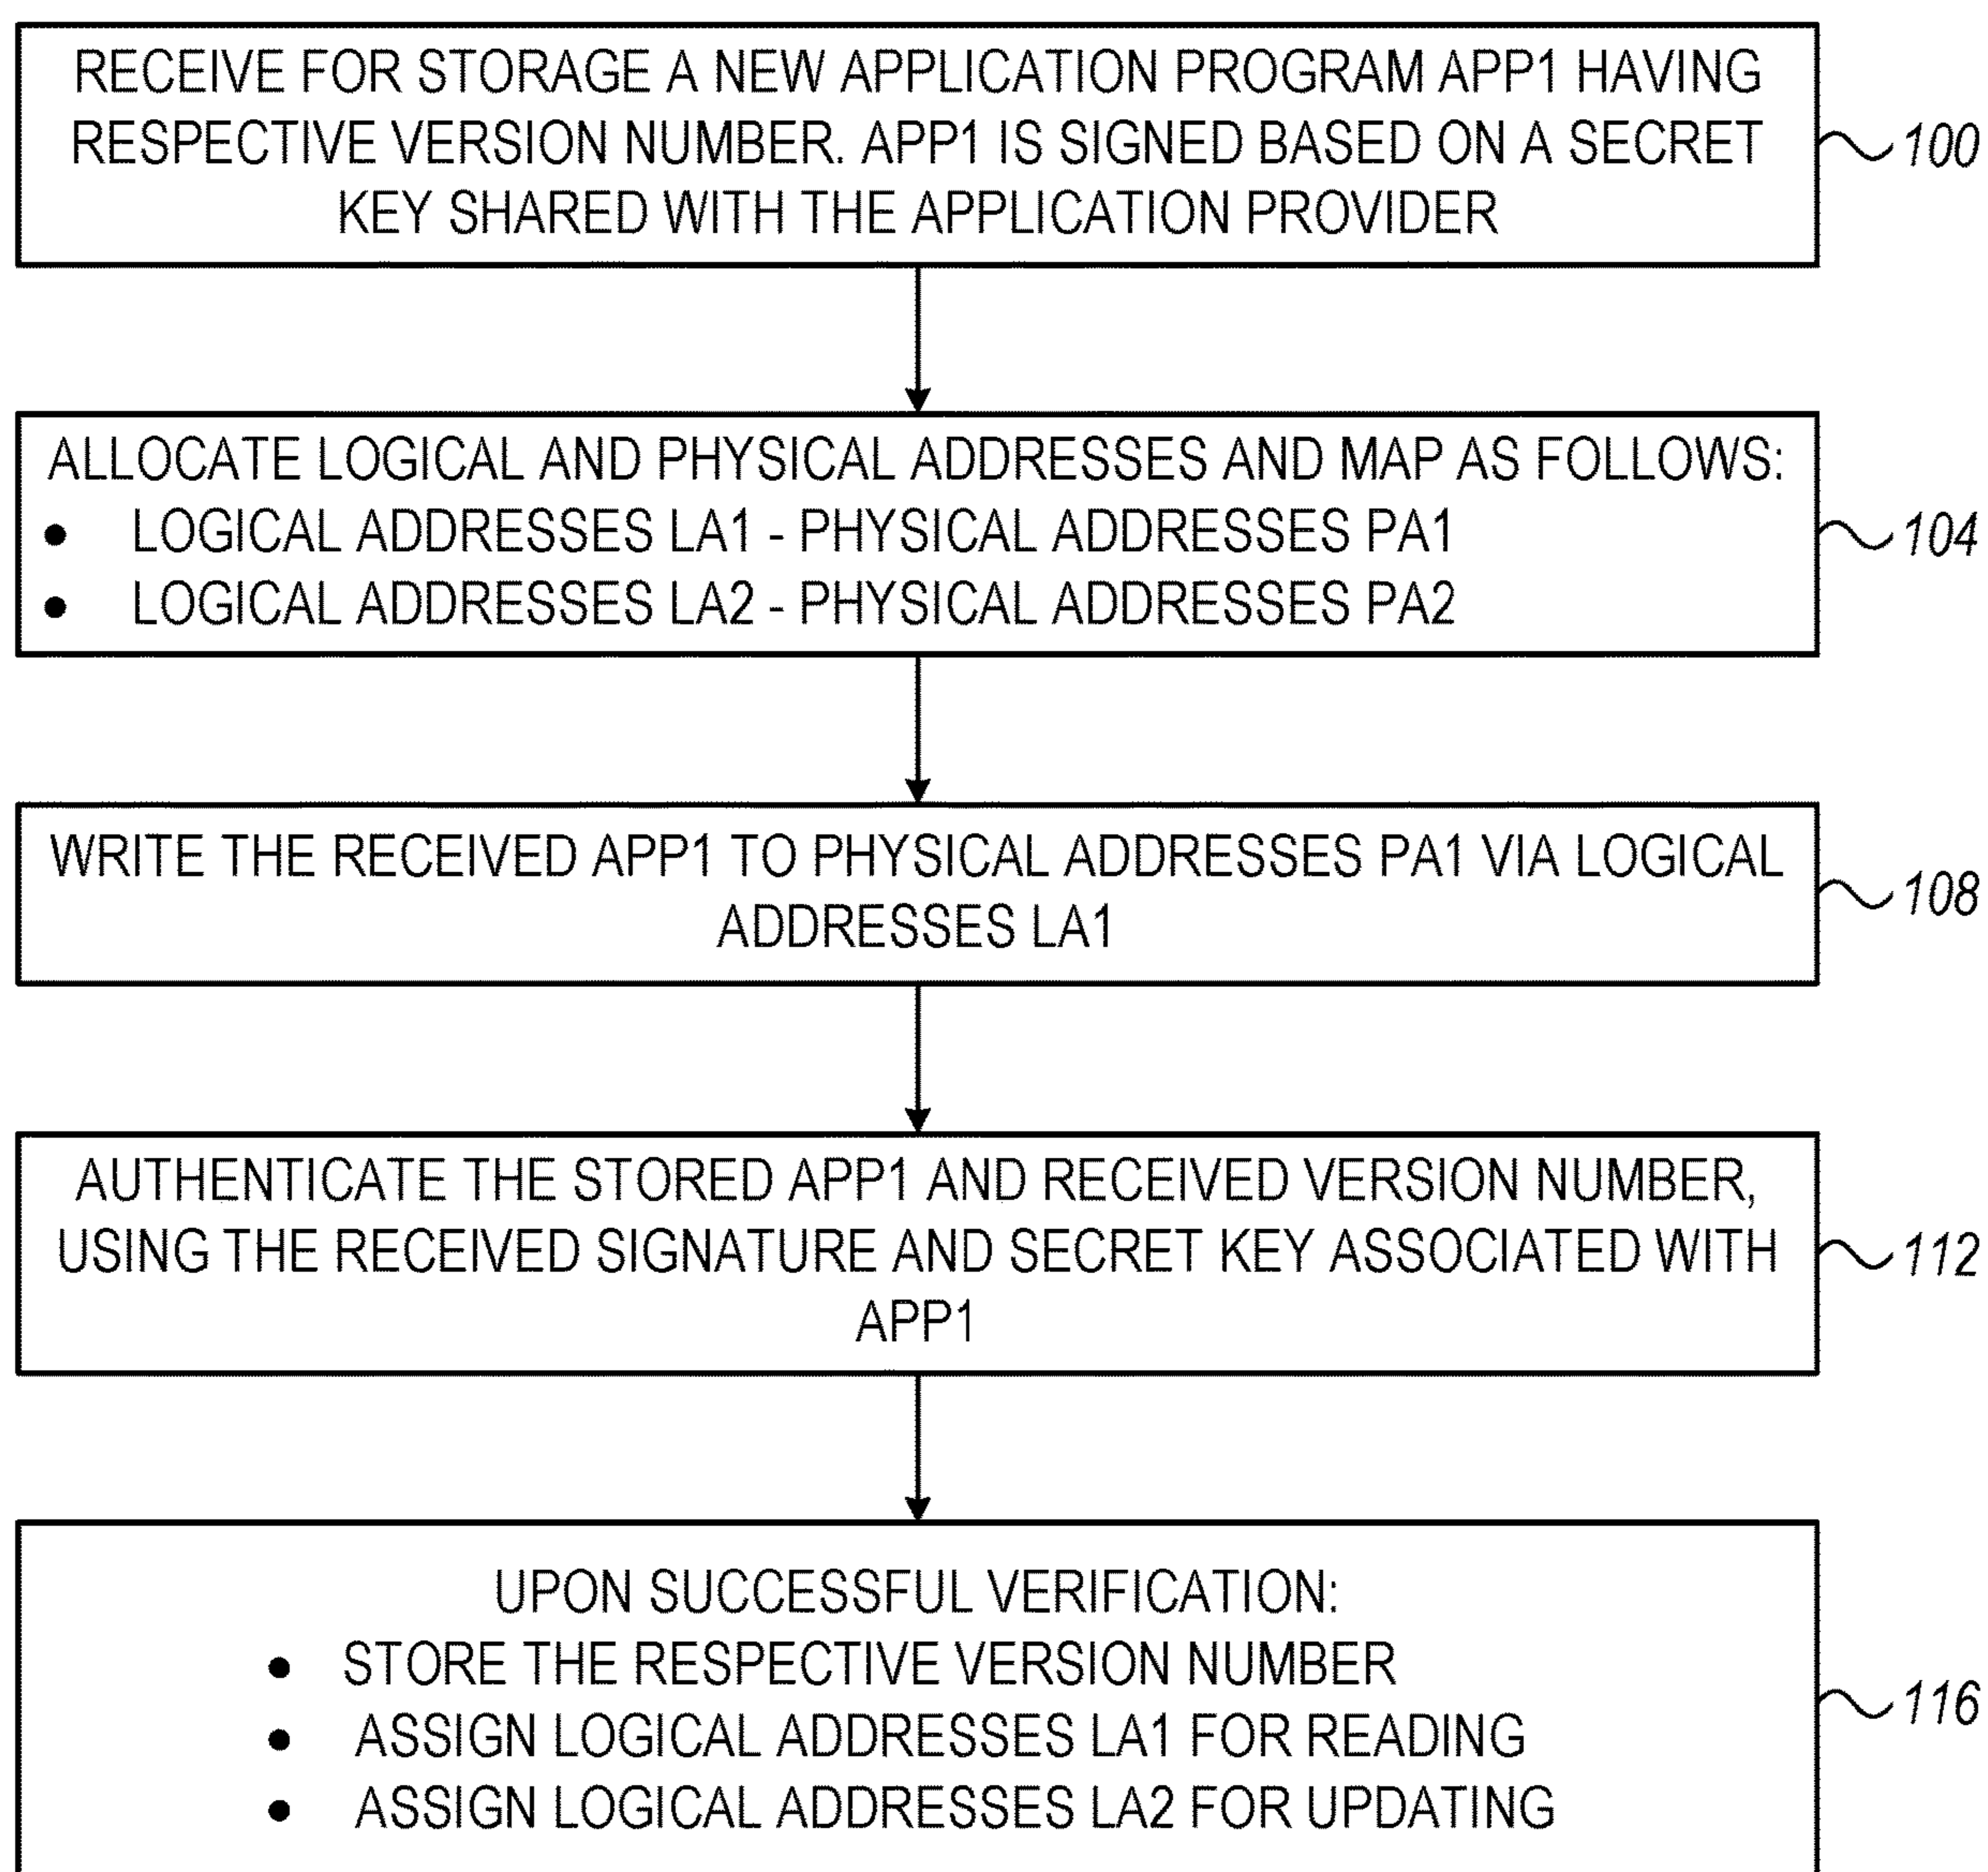 RECEIVE FOR STORAGE A NEW APPLICATION PROGRAM APP1 HAVING
RESPECTIVE VERSION NUMBER. APP1 IS SIGNED BASED ON A SECRET
KEY SHARED WITH THE APPLICATION PROVIDER
100
ALLOCATE LOGICAL AND PHYSICAL ADDRESSES AND MAP AS FOLLOWS:
• LOGICAL ADDRESSES LA1 - PHYSICAL ADDRESSES PA1
• LOGICAL ADDRESSES LA2 - PHYSICAL ADDRESSES PA2
104
WRITE THE RECEIVED APP1 TO PHYSICAL ADDRESSES PA1 VIA LOGICAL
ADDRESSES LA1
108
AUTHENTICATE THE STORED APP1 AND RECEIVED VERSION NUMBER,
USING THE RECEIVED SIGNATURE AND SECRET KEY ASSOCIATED WITH
APP1
112
UPON SUCCESSFUL VERIFICATION:
• STORE THE RESPECTIVE VERSION NUMBER
• ASSIGN LOGICAL ADDRESSES LA1 FOR READING
• ASSIGN LOGICAL ADDRESSES LA2 FOR UPDATING
116